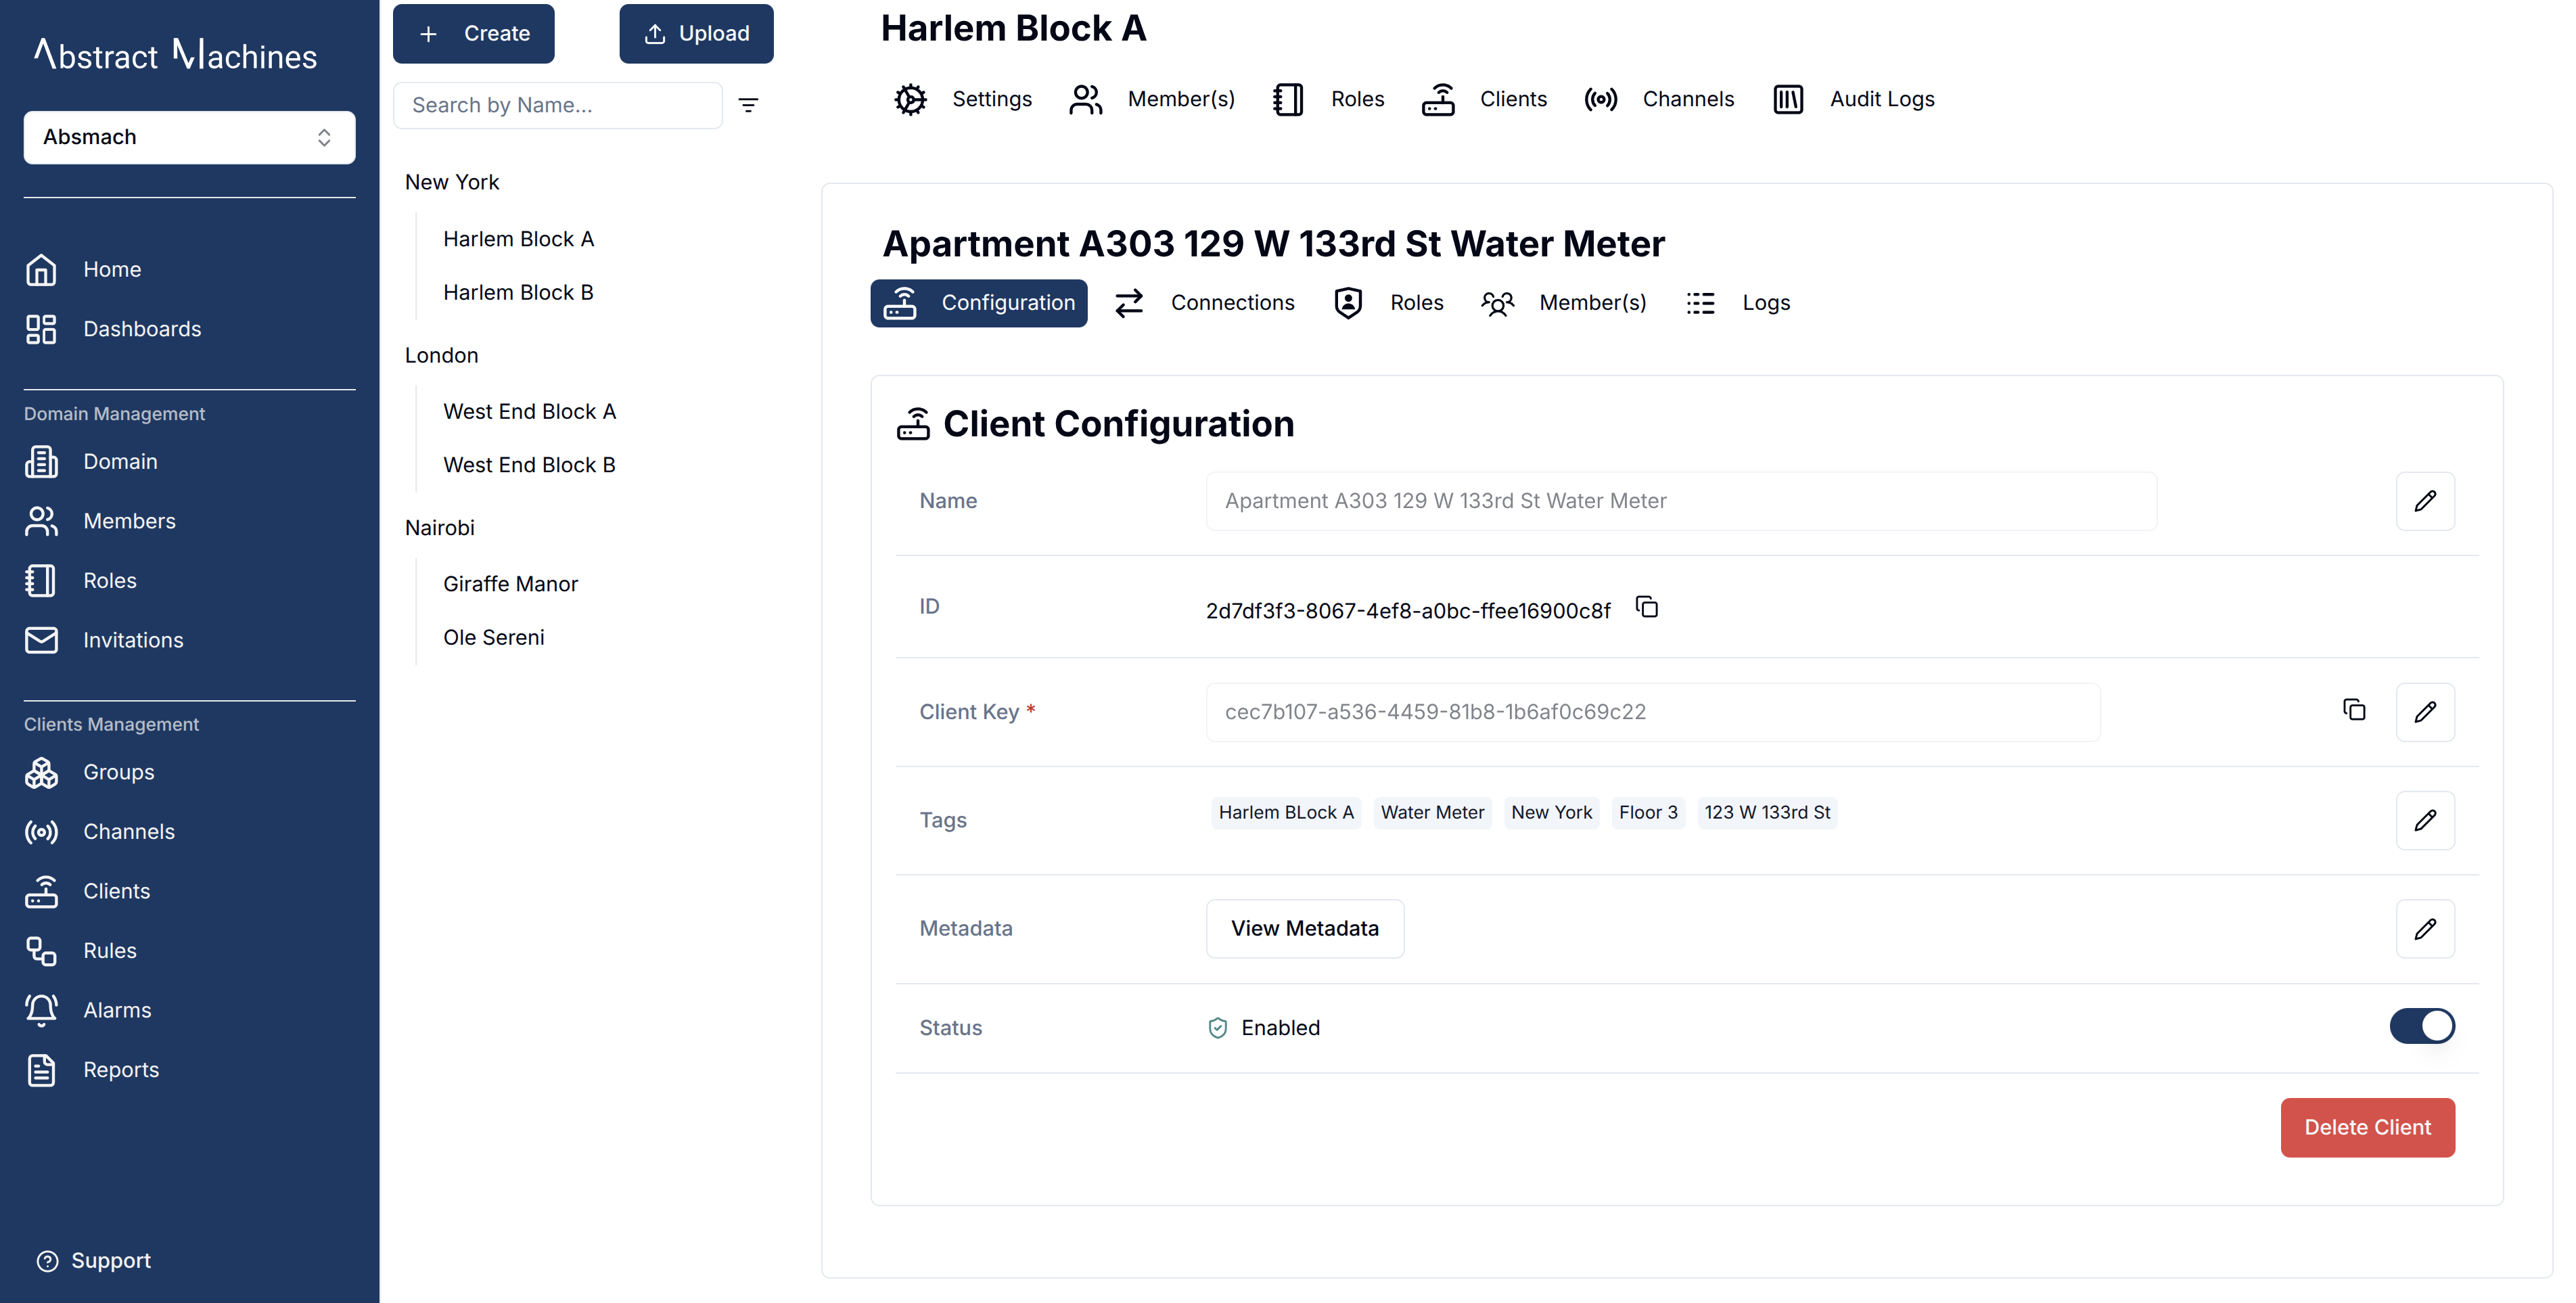 Abstract Machines
Absmach
Home
Dashboards
Domain Management
Domain
Members
Roles
Invitations
Clients Management
Groups
Channels
Clients
Rules
Alarms
Reports
Support
Create
Upload
Search by Name...
New York
Harlem Block A
Harlem Block B
London
West End Block A
West End Block B
Nairobi
Giraffe Manor
Ole Sereni
Harlem Block A
Settings Member(s) Roles Clients Channels Audit Logs
Apartment A303 129 W 133rd St Water Meter
Configuration Connections Roles Member(s) Logs
Client Configuration
Name Apartment A303 129 W 133rd St Water Meter
ID 2d7df3f3-8067-4ef8-a0bc-ffee16900c8f
Client Key * cec7b107-a536-4459-81b8-1b6af0c69c22
Tags Harlem BLock A Water Meter New York Floor 3 123 W 133rd St
Metadata View Metadata
Status Enabled
Delete Client